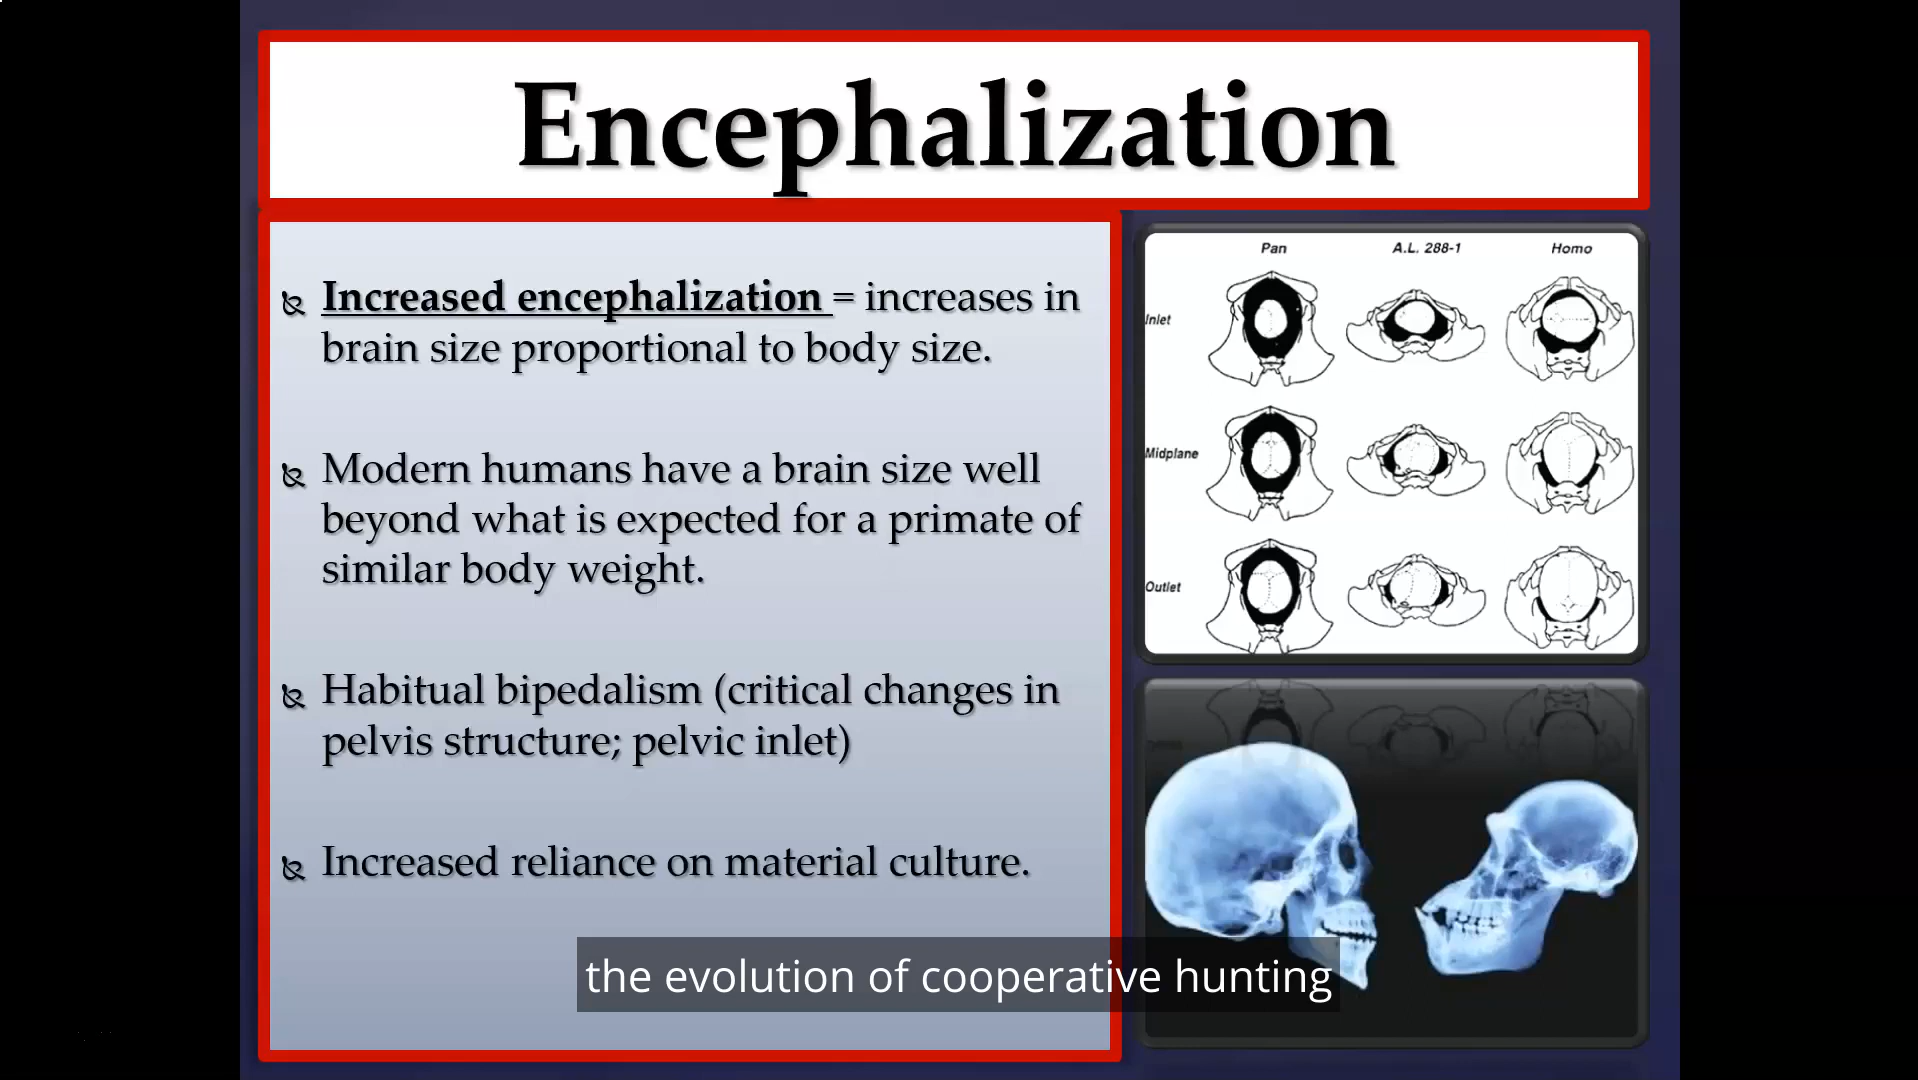 Encephalization
Increased encephalization = increases in
brain size proportional to body size.
Modern humans have a brain size well
beyond what is expected for a primate of
similar body weight.
Habitual bipedalism (critical changes in
pelvis structure; pelvic inlet)
Increased reliance on material culture.
Pan A.L. 288-1 Homo
Inlet
Midplane
Outlet
the evolution of cooperative hunting